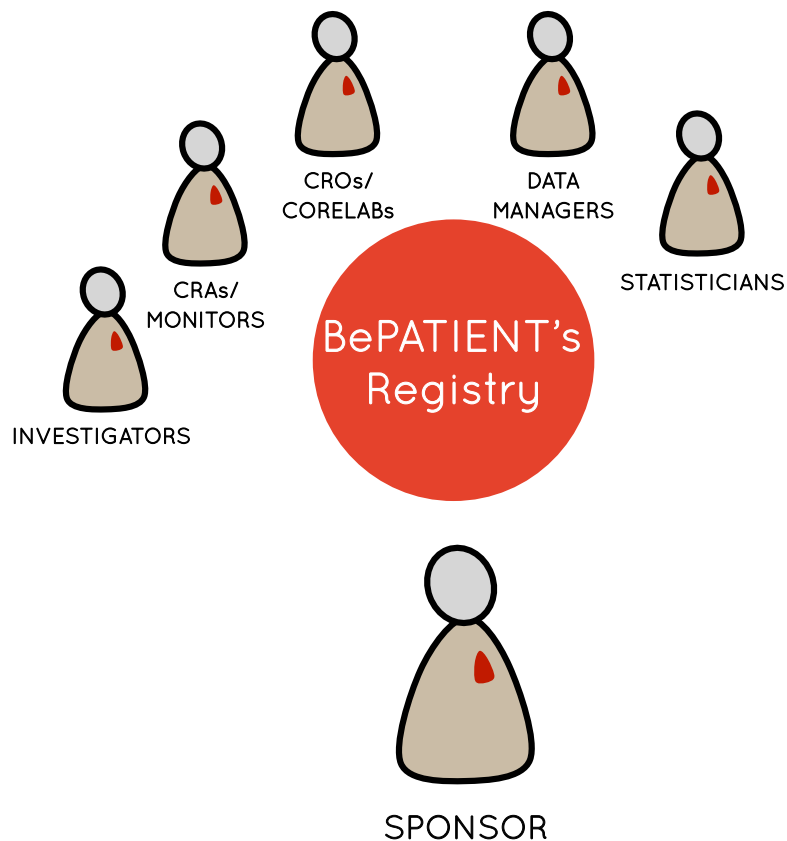 CROs/
CORELABs
DATA
MANAGERS
STATISTICIANS
CRAs/
MONITORS
BePATIENT’s
Registry
INVESTIGATORS
SPONSOR